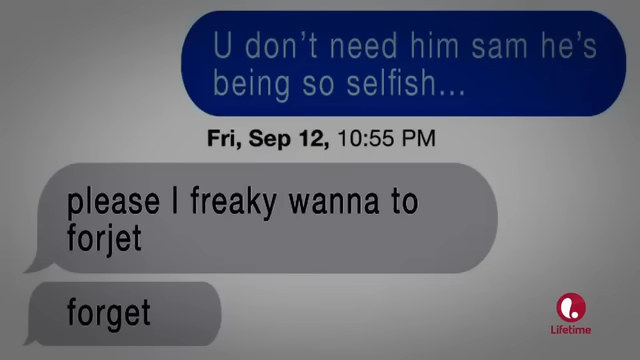 U don't need him sam he's
being so selfish...
Fri, Sep 12, 10:55 PM
please I freaky wanna to
forjet
forget
Lifetime